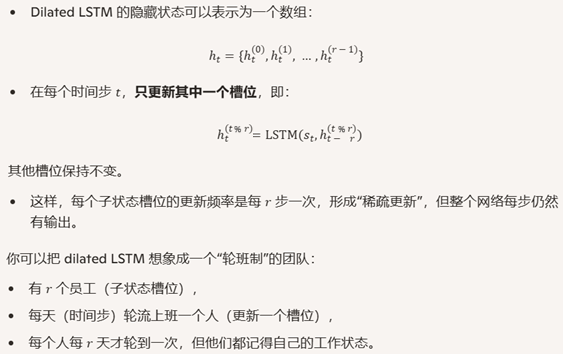 • Dilated LSTM 的隐藏状态可以表示为一个数组：
h_t = {h_t^{(0)}, h_t^{(1)}, ..., h_t^{(r-1)}}
• 在每个时间步 t，只更新其中一个槽位，即：
h_t^{(t%r)} = LSTM(s_t, h_{t-r}^{(t%r)})
其他槽位保持不变。
• 这样，每个子状态槽位的更新频率是每 r 步一次，形成“稀疏更新”，但整个网络每步仍然
有输出。
你可以把 dilated LSTM 想象成一个“轮班制”的团队：
• 有 r 个员工（子状态槽位），
• 每天（时间步）轮流上班一个人（更新一个槽位），
• 每个人每 r 天才轮到一次，但他们都记得自己的工作状态。